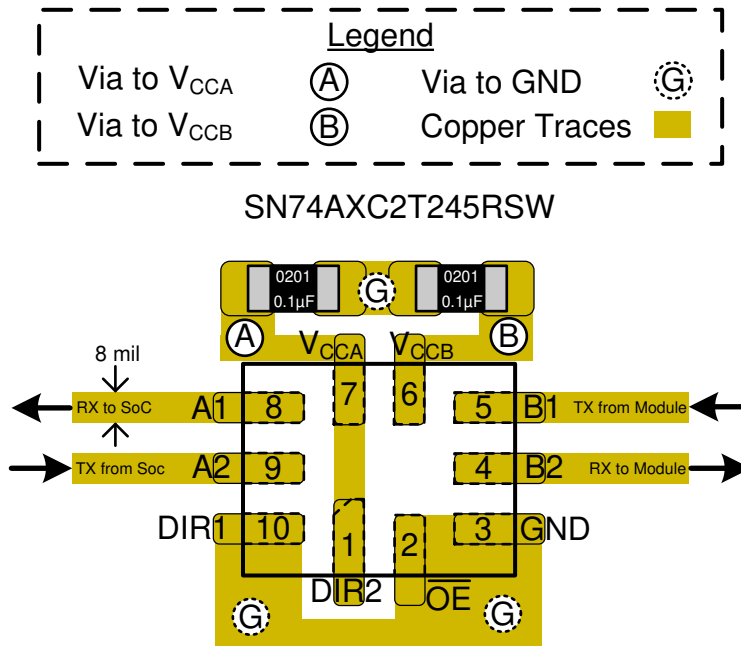 Legend
Via to VCCA A Via to GND G
Via to VCCB B Copper Traces
SN74AXC2T245RSW
0201 0201
0.1µF G 0.1µF
A B
VCCA VCCB
8 mil
7 6
RX to SoC A1 8 5 B1 TX from Module
TX from Soc A2 9 4 B2 RX to Module
DIR1 10 1 2 3 GND
DIR2 OE
G G